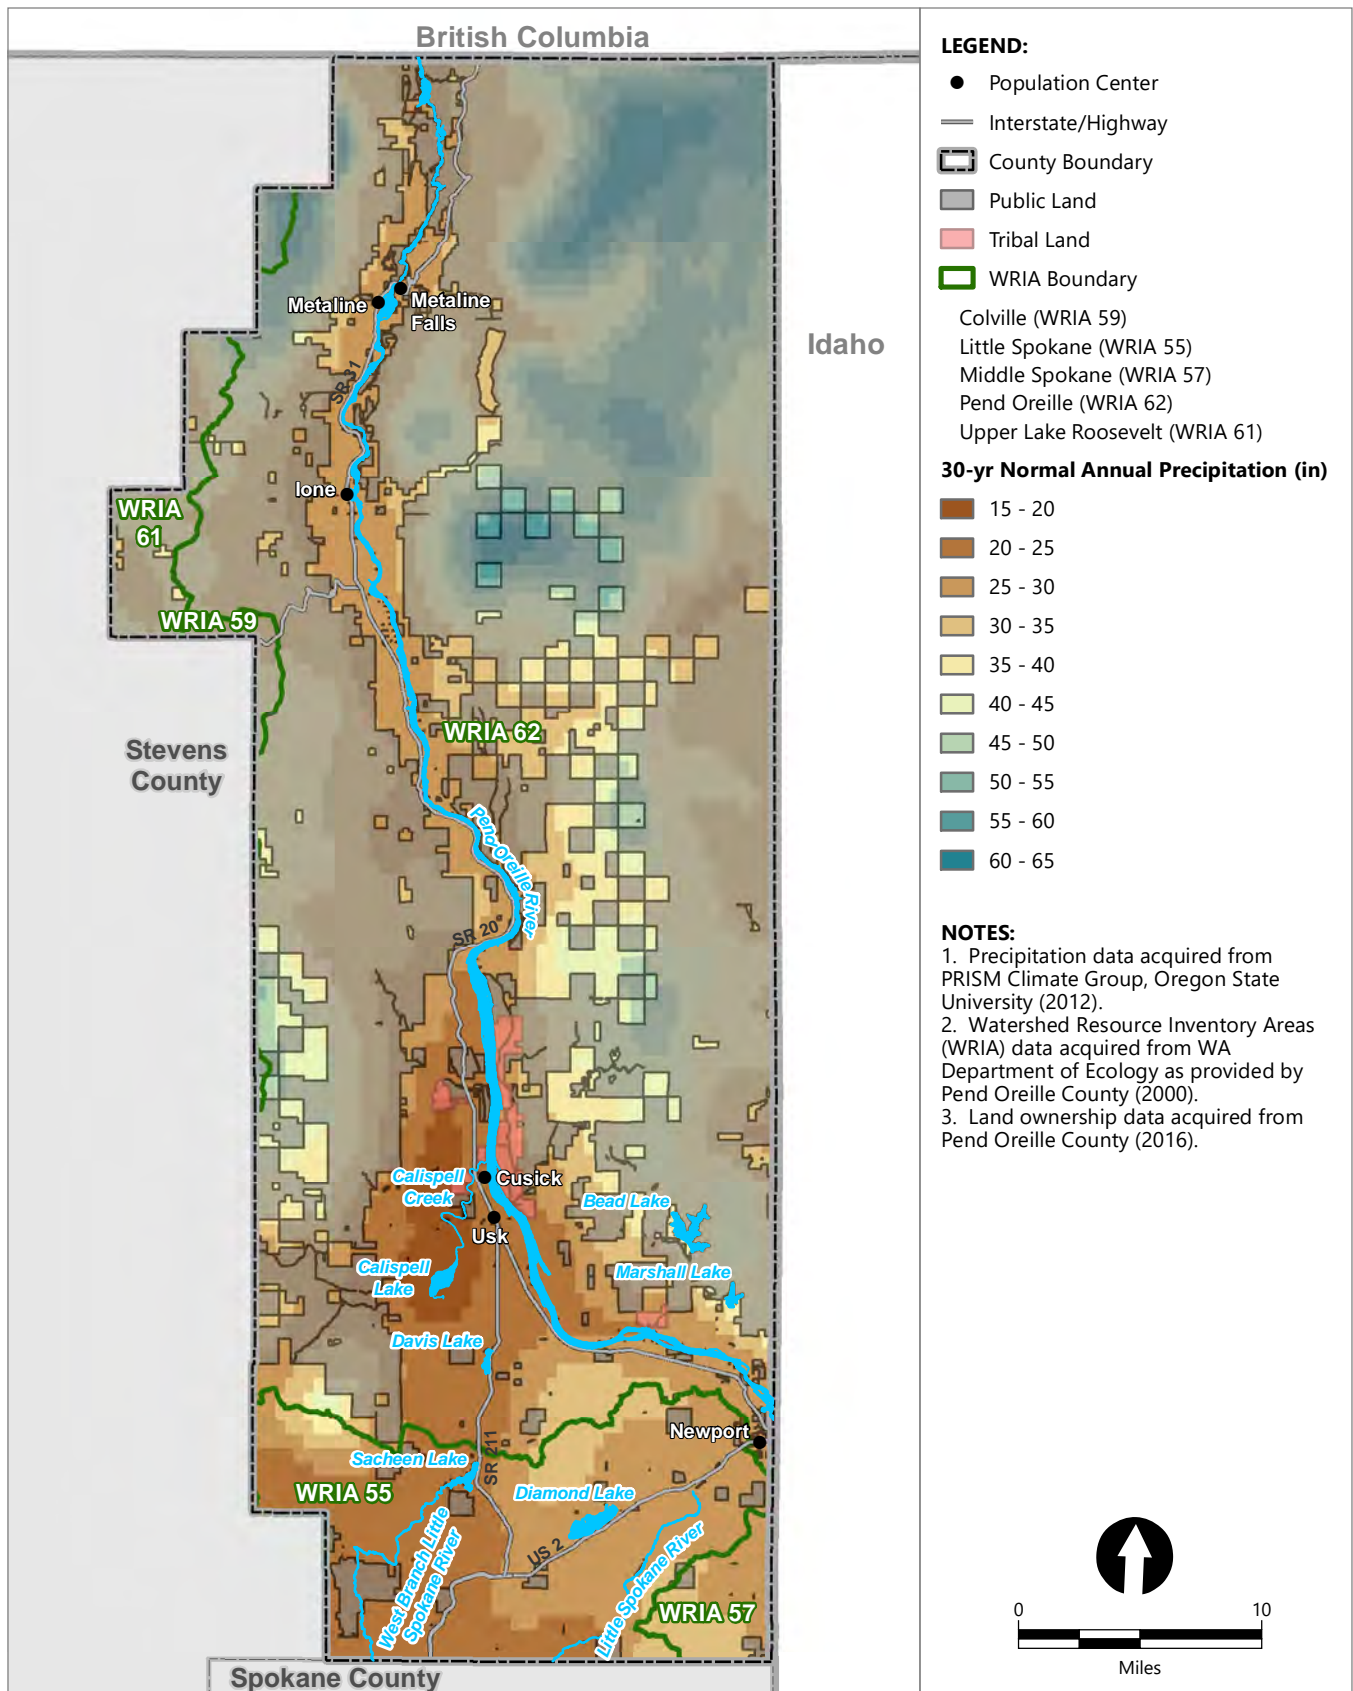 British Columbia
Metaline
Metaline
Falls
SR 31
Idaho
Ione
WRIA
61
WRIA 59
WRIA 62
Stevens
County
Pend Oreille River
SR 20
Calispell
Creek
Cusick
Usk
Bead Lake
Calispell
Lake
Marshall Lake
Davis Lake
Newport
Sacheen Lake
SR 211
WRIA 55
Diamond Lake
US 2
West Branch Little
Spokane River
Little Spokane River
WRIA 57
Spokane County
LEGEND:
Population Center
Interstate/Highway
County Boundary
Public Land
Tribal Land
WRIA Boundary
Colville (WRIA 59)
Little Spokane (WRIA 55)
Middle Spokane (WRIA 57)
Pend Oreille (WRIA 62)
Upper Lake Roosevelt (WRIA 61)
30-yr Normal Annual Precipitation (in)
15 - 20
20 - 25
25 - 30
30 - 35
35 - 40
40 - 45
45 - 50
50 - 55
55 - 60
60 - 65
NOTES:
1. Precipitation data acquired from
PRISM Climate Group, Oregon State
University (2012).
2. Watershed Resource Inventory Areas
(WRIA) data acquired from WA
Department of Ecology as provided by
Pend Oreille County (2000).
3. Land ownership data acquired from
Pend Oreille County (2016).
0 10
Miles